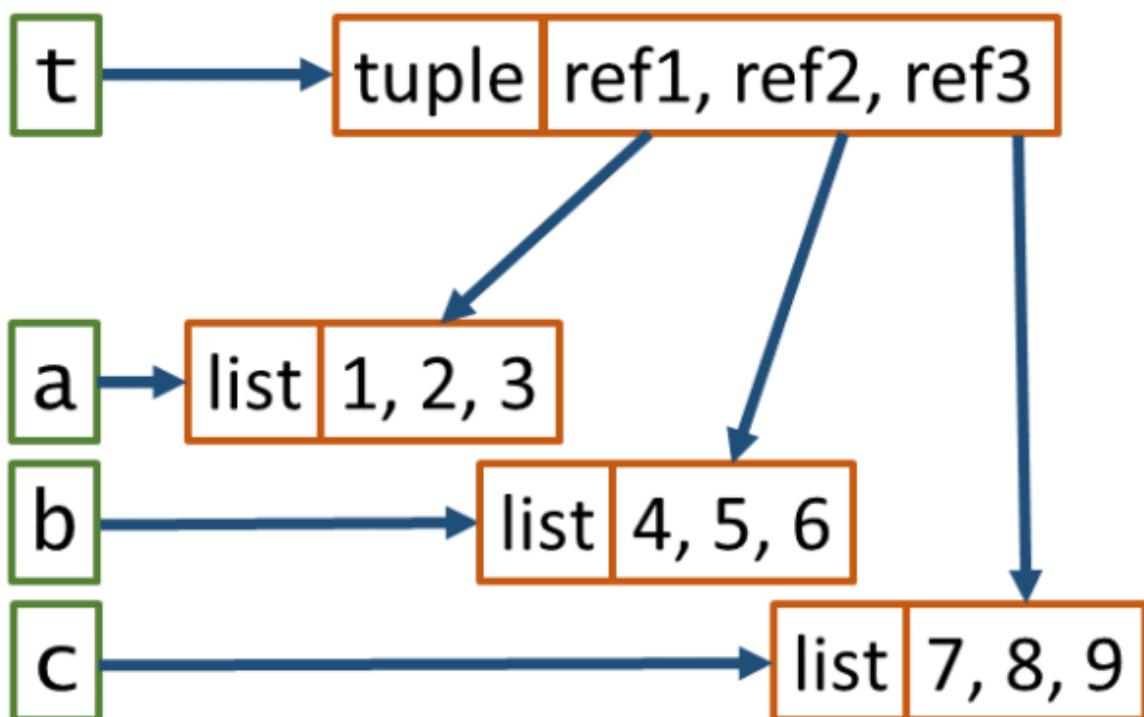 t tuple ref1, ref2, ref3
a list 1, 2, 3
b list 4, 5, 6
c list 7, 8, 9